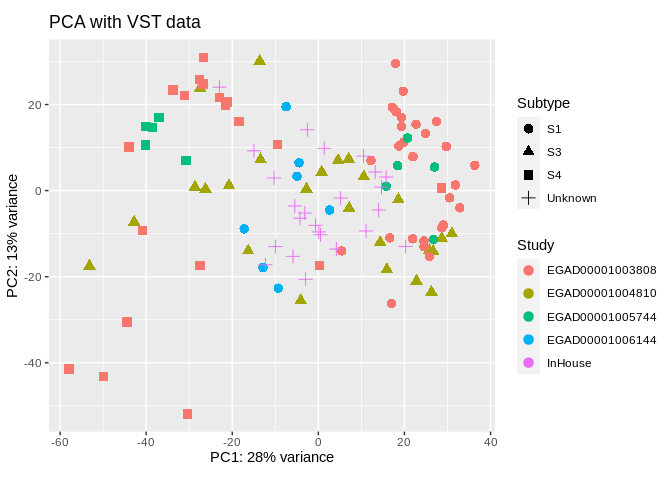 PCA with VST data
20
0
-20
-40
-60
-40
-20
0
20
40
PC1: 28% variance
PC2: 13% variance
Subtype
S1
S3
S4
Unknown
Study
EGAD00001003808
EGAD00001004810
EGAD00001005744
EGAD00001006144
InHouse